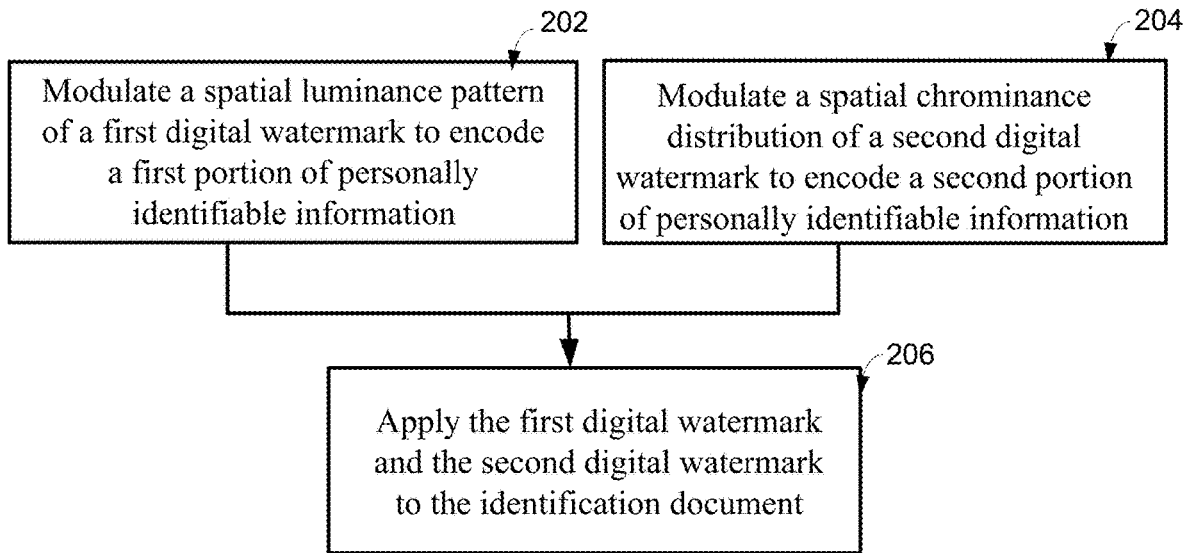 202
Modulate a spatial luminance pattern
of a first digital watermark to encode
a first portion of personally
identifiable information
204
Modulate a spatial chrominance
distribution of a second digital
watermark to encode a second portion
of personally identifiable information
206
Apply the first digital watermark
and the second digital watermark
to the identification document